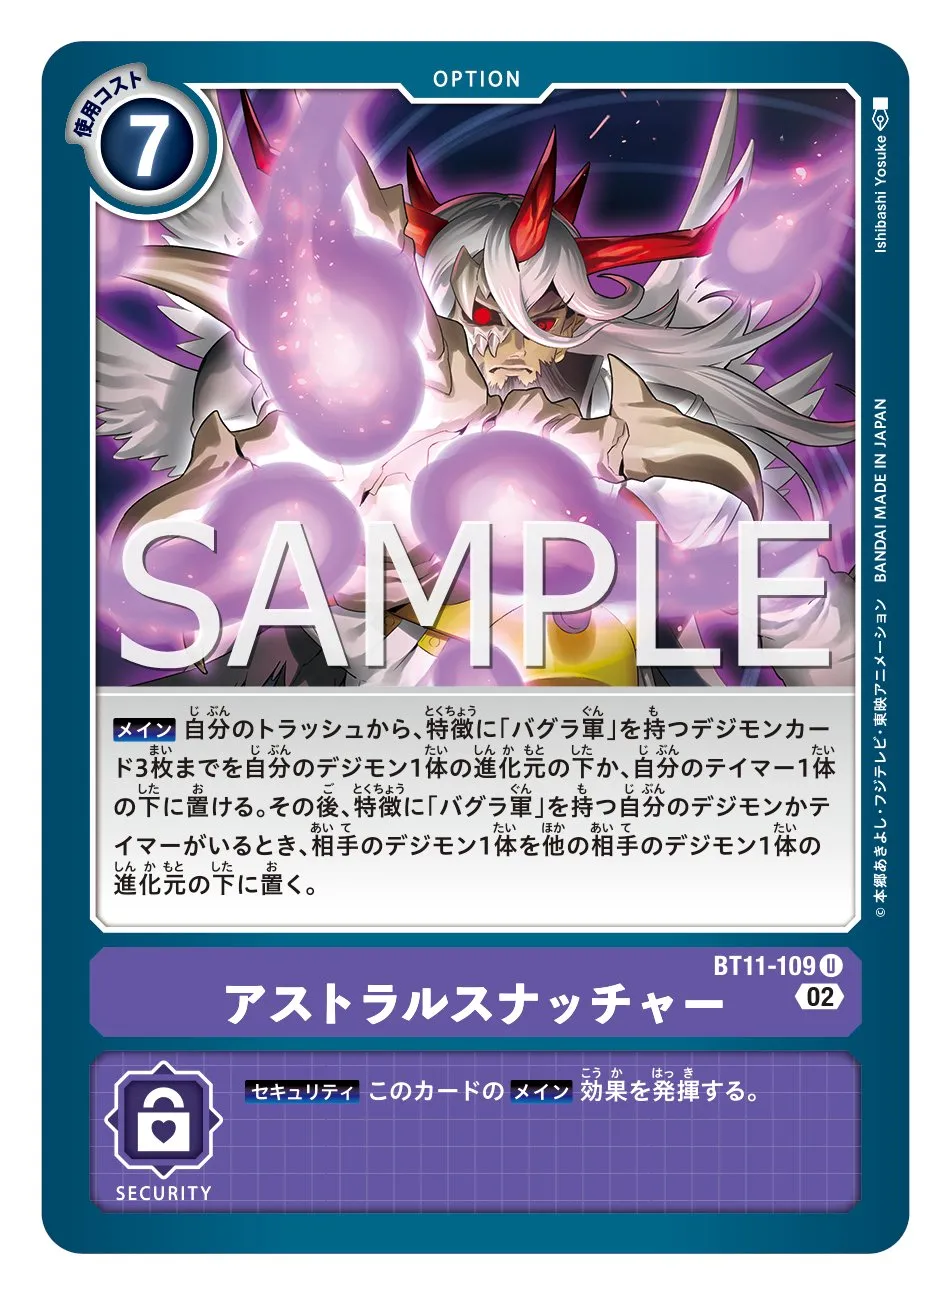 OPTION
使用コスト
7
Ishibashi Yosuke
SAMPLE
メイン 自分のトラッシュから、特徴に「バグラ軍」を持つデジモンカー
ド3枚までを自分のデジモン1体の進化元の下か、自分のテイマー1体
の下に置ける。その後、特徴に「バグラ軍」を持つ自分のデジモンかテ
イマーがいるとき、相手のデジモン1体を他の相手のデジモン1体の
進化元の下に置く。
©本郷あきよし・フジテレビ・東映アニメーション BANDAI MADE IN JAPAN
BT11-109 U
アストラルスナッチャー
02
セキュリティ このカードの メイン 効果を発揮する。
SECURITY